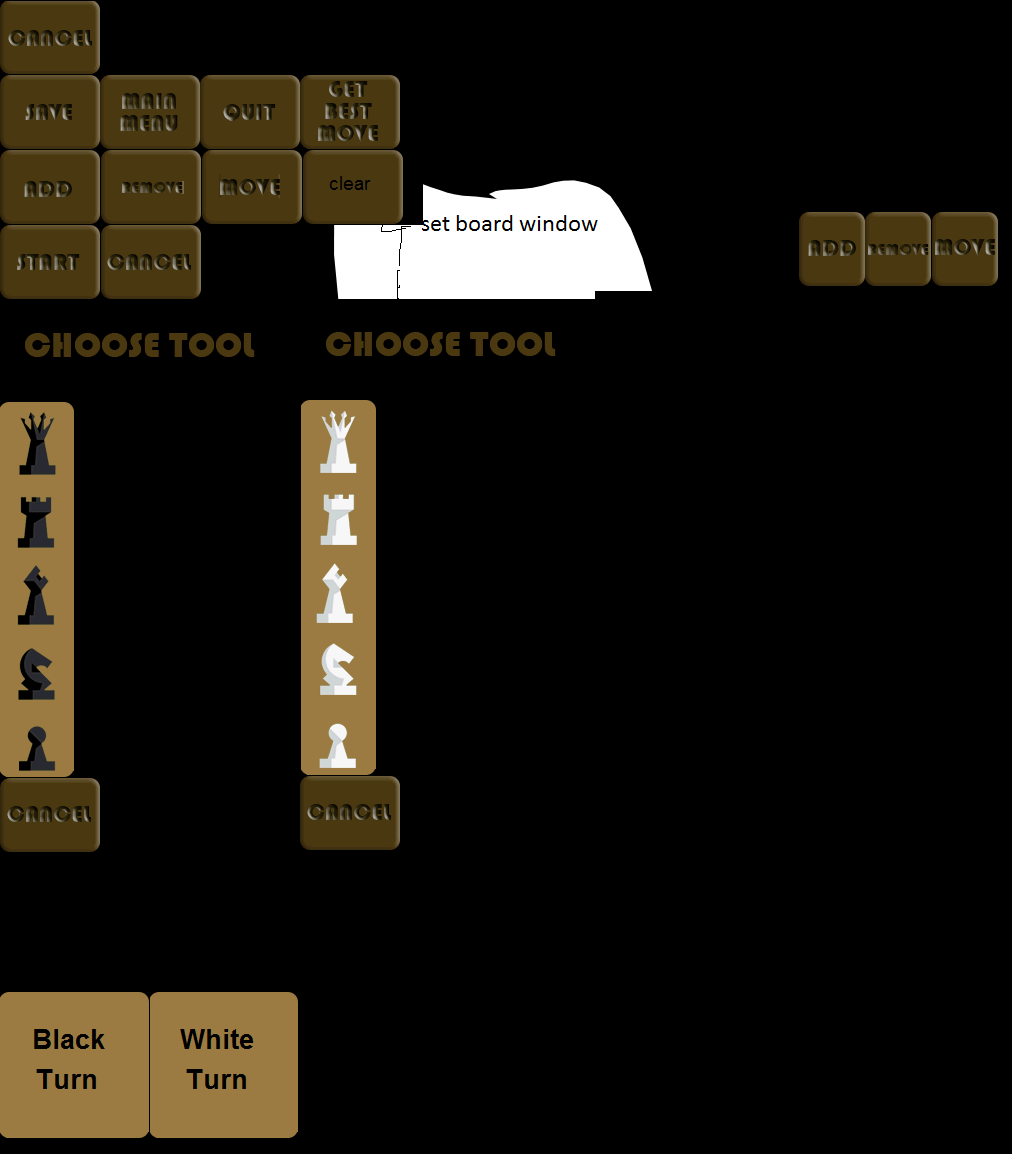 CANCEL
SAVE
MAIN
MENU
QUIT
GET
BEST
MOVE
ADD
REMOVE
MOVE
clear
set board window
ADD
REMOVE
MOVE
START
CANCEL
CHOOSE TOOL
CHOOSE TOOL
CANCEL
CANCEL
Black
Turn
White
Turn